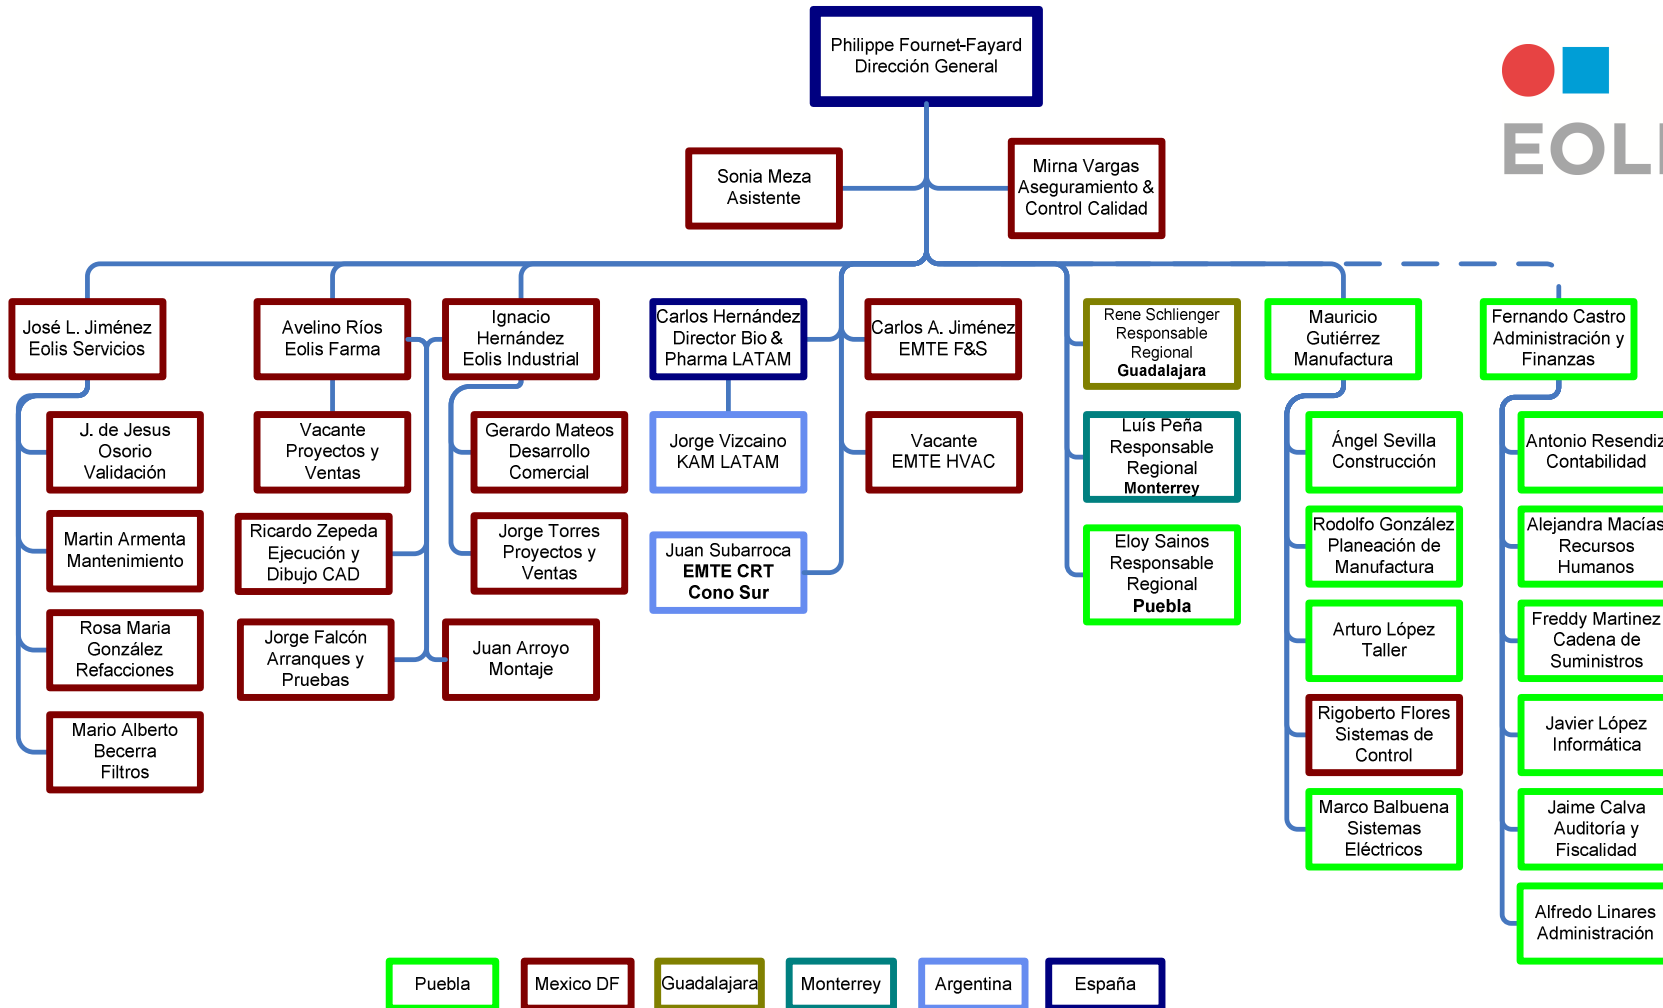 Philippe Fournet-Fayard
Dirección General
EOLI
Sonia Meza
Asistente
Mirna Vargas
Aseguramiento &
Control Calidad
José L. Jiménez
Eolis Servicios
Avelino Ríos
Eolis Farma
Ignacio
Hernández
Eolis Industrial
Carlos Hernández
Director Bio &
Pharma LATAM
Carlos A. Jiménez
EMTE F&S
Rene Schlienger
Responsable
Regional
Guadalajara
Mauricio
Gutiérrez
Manufactura
Fernando Castro
Administración y
Finanzas
J. de Jesus
Osorio
Validación
Vacante
Proyectos y
Ventas
Gerardo Mateos
Desarrollo
Comercial
Jorge Vizcaino
KAM LATAM
Vacante
EMTE HVAC
Luís Peña
Responsable
Regional
Monterrey
Ángel Sevilla
Construcción
Antonio Resendiz
Contabilidad
Martin Armenta
Mantenimiento
Ricardo Zepeda
Ejecución y
Dibujo CAD
Jorge Torres
Proyectos y
Ventas
Juan Subarroca
EMTE CRT
Cono Sur
Eloy Sainos
Responsable
Regional
Puebla
Rodolfo González
Planeación de
Manufactura
Alejandra Macías
Recursos
Humanos
Rosa Maria
González
Refacciones
Jorge Falcón
Arranques y
Pruebas
Juan Arroyo
Montaje
Arturo López
Taller
Freddy Martinez
Cadena de
Suministros
Mario Alberto
Becerra
Filtros
Rigoberto Flores
Sistemas de
Control
Javier López
Informática
Marco Balbuena
Sistemas
Eléctricos
Jaime Calva
Auditoría y
Fiscalidad
Alfredo Linares
Administración
Puebla
Mexico DF
Guadalajara
Monterrey
Argentina
España